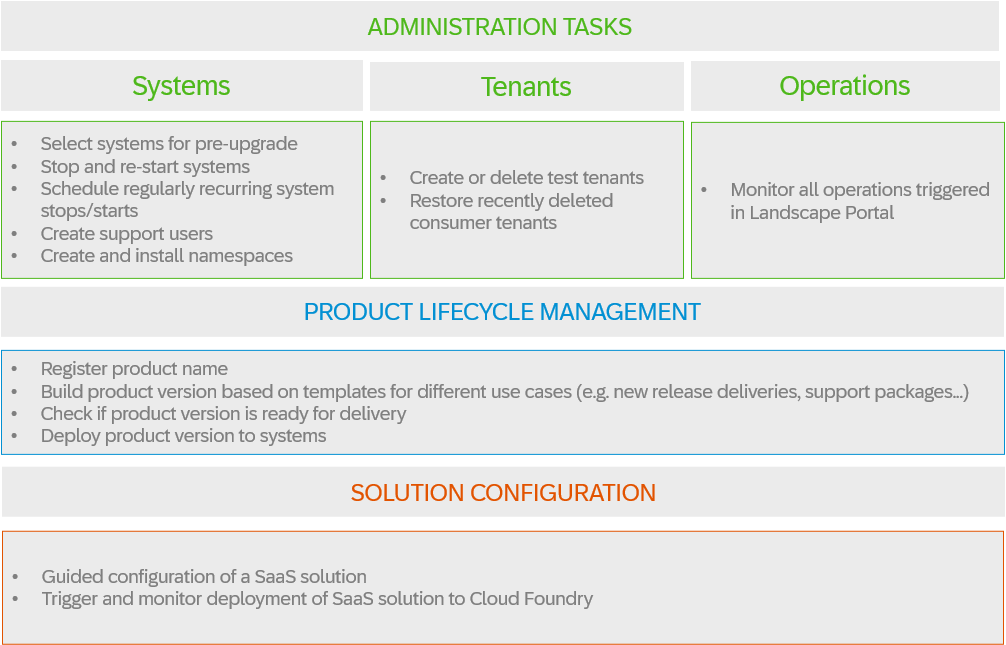 ADMINISTRATION TASKS
Systems
• Select systems for pre-upgrade
• Stop and re-start systems
• Schedule regularly recurring system
stops/starts
• Create support users
• Create and install namespaces
Tenants
• Create or delete test tenants
• Restore recently deleted
consumer tenants
Operations
• Monitor all operations triggered
in Landscape Portal
PRODUCT LIFECYCLE MANAGEMENT
• Register product name
• Build product version based on templates for different use cases (e.g. new release deliveries, support packages...)
• Check if product version is ready for delivery
• Deploy product version to systems
SOLUTION CONFIGURATION
• Guided configuration of a SaaS solution
• Trigger and monitor deployment of SaaS solution to Cloud Foundry